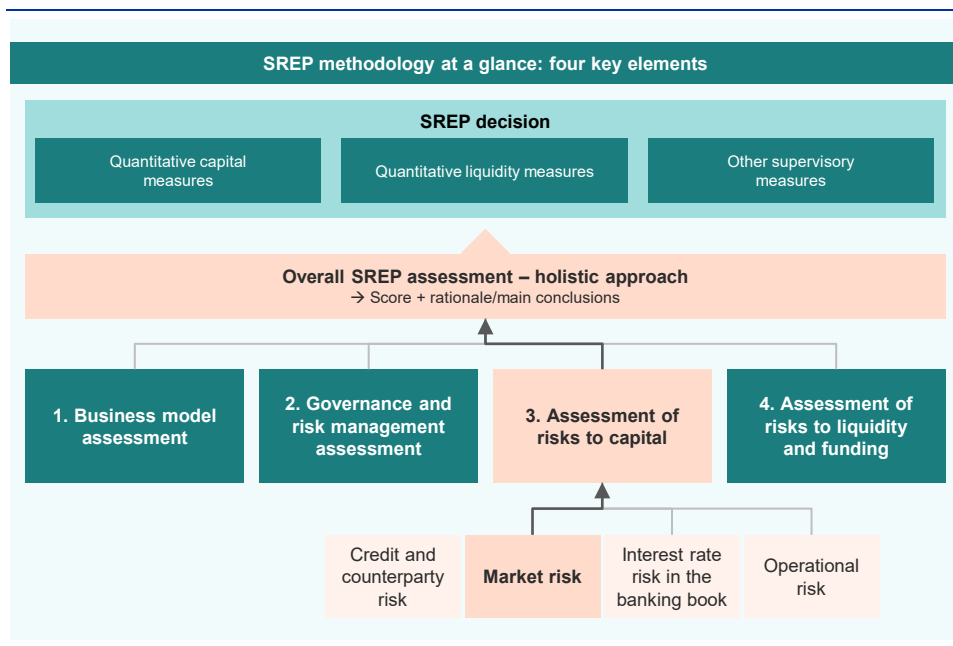 SREP methodology at a glance: four key elements
SREP decision
Quantitative capital
measures
Quantitative liquidity measures
Other supervisory
measures
Overall SREP assessment – holistic approach
→ Score + rationale/main conclusions
1. Business model
assessment
2. Governance and
risk management
assessment
3. Assessment of
risks to capital
4. Assessment of
risks to liquidity
and funding
Credit and
counterparty
risk
Market risk
Interest rate
risk in the
banking book
Operational
risk